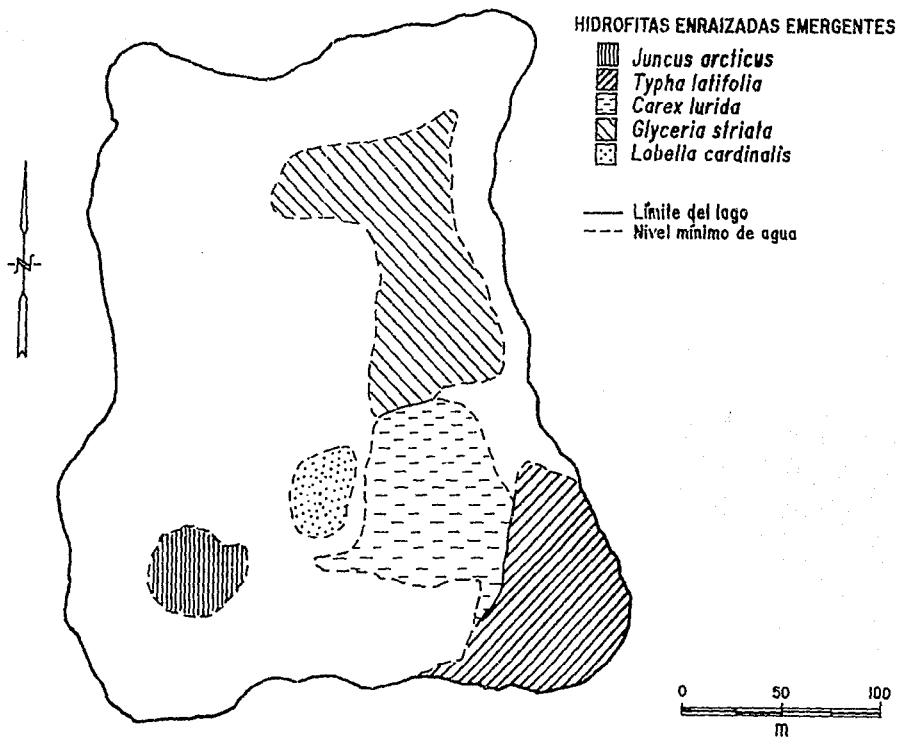 HIDROFITAS ENRAIZADAS EMERGENTES
Juncus arcticus
Typha latifolia
Carex lurida
Glyceria striata
Lobella cardinalis
Límite del lago
Nivel mínimo de agua
N
0 50 100
m